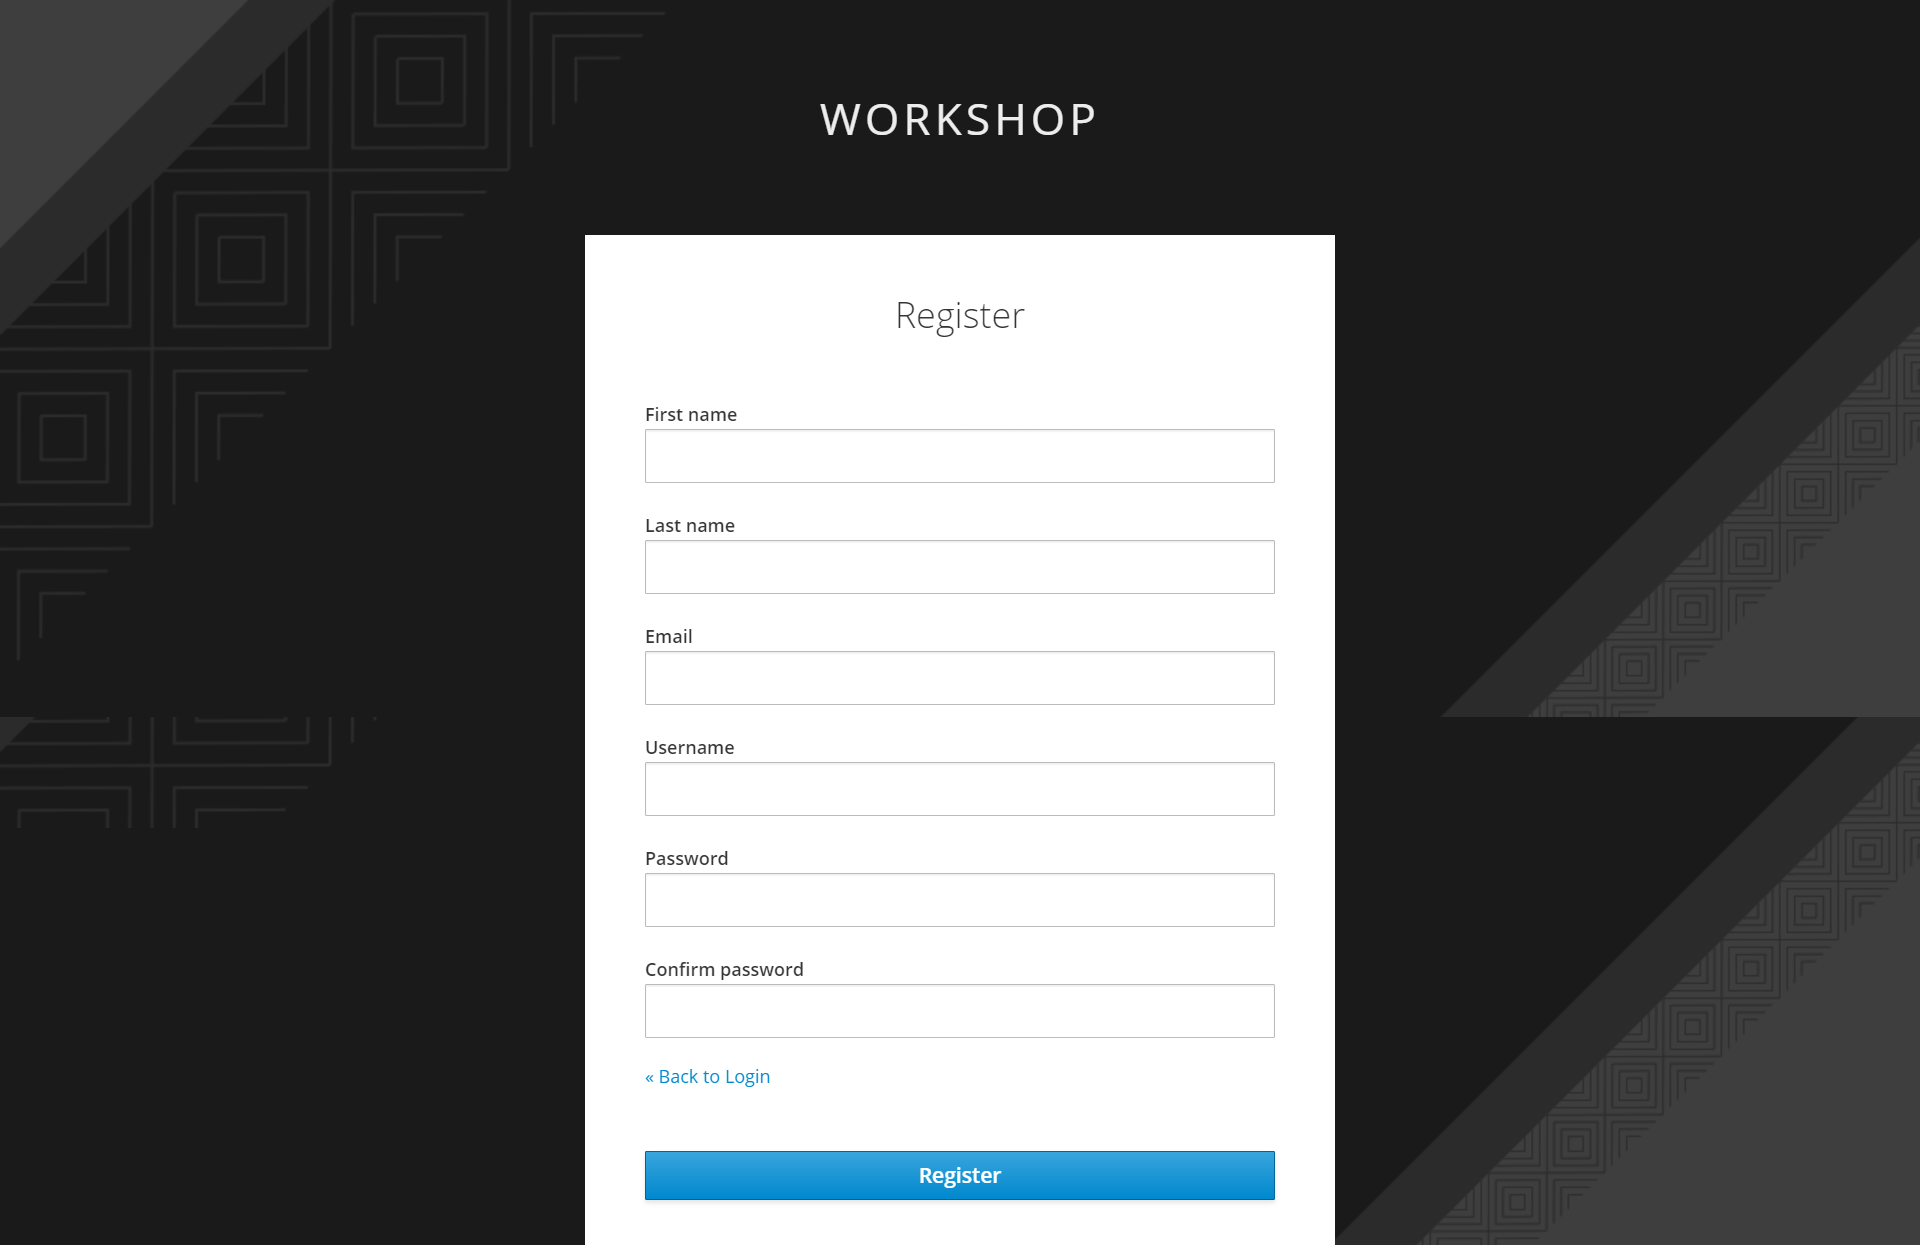 WORKSHOP
Register
First name
Last name
Email
Username
Password
Confirm password
« Back to Login
Register